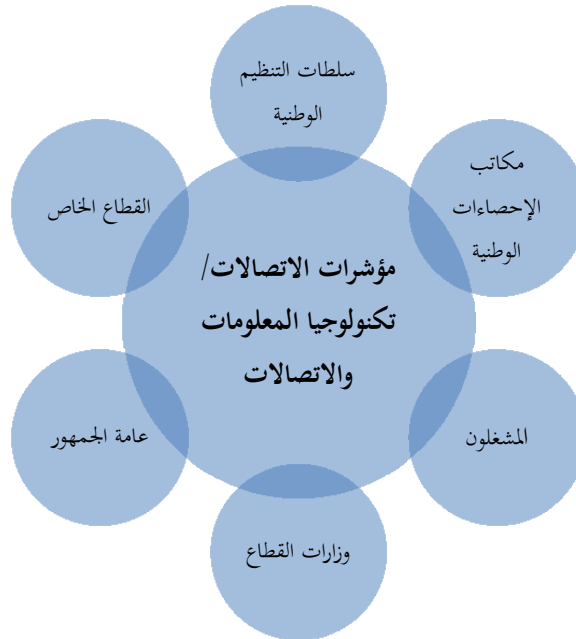 سلطات التنظيم
الوطنية
مكاتب
الإحصاءات
الوطنية
القطاع الخاص
مؤشرات الاتصالات/
تكنولوجيا المعلومات
والاتصالات
المشغلون
عامة الجمهور
وزارات القطاع